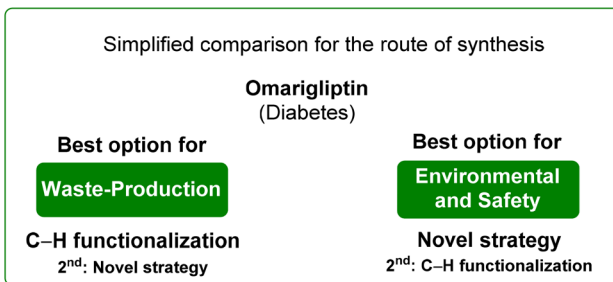 Simplified comparison for the route of synthesis
Omarigliptin
(Diabetes)
Best option for
Waste-Production
C–H functionalization
2nd: Novel strategy
Best option for
Environmental
and Safety
Novel strategy
2nd: C–H functionalization